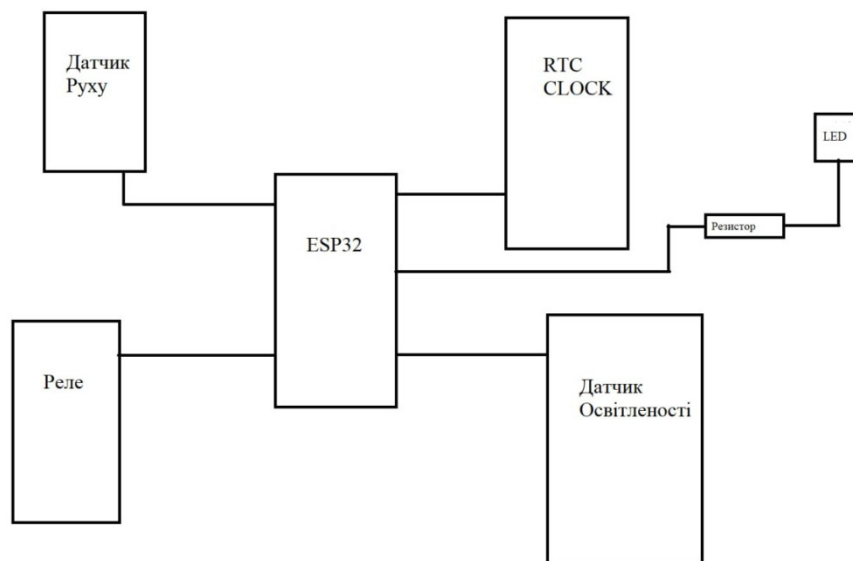 Датчик
Руху
RTC
CLOCK
LED
Резистор
ESP32
Реле
Датчик
Освітленості